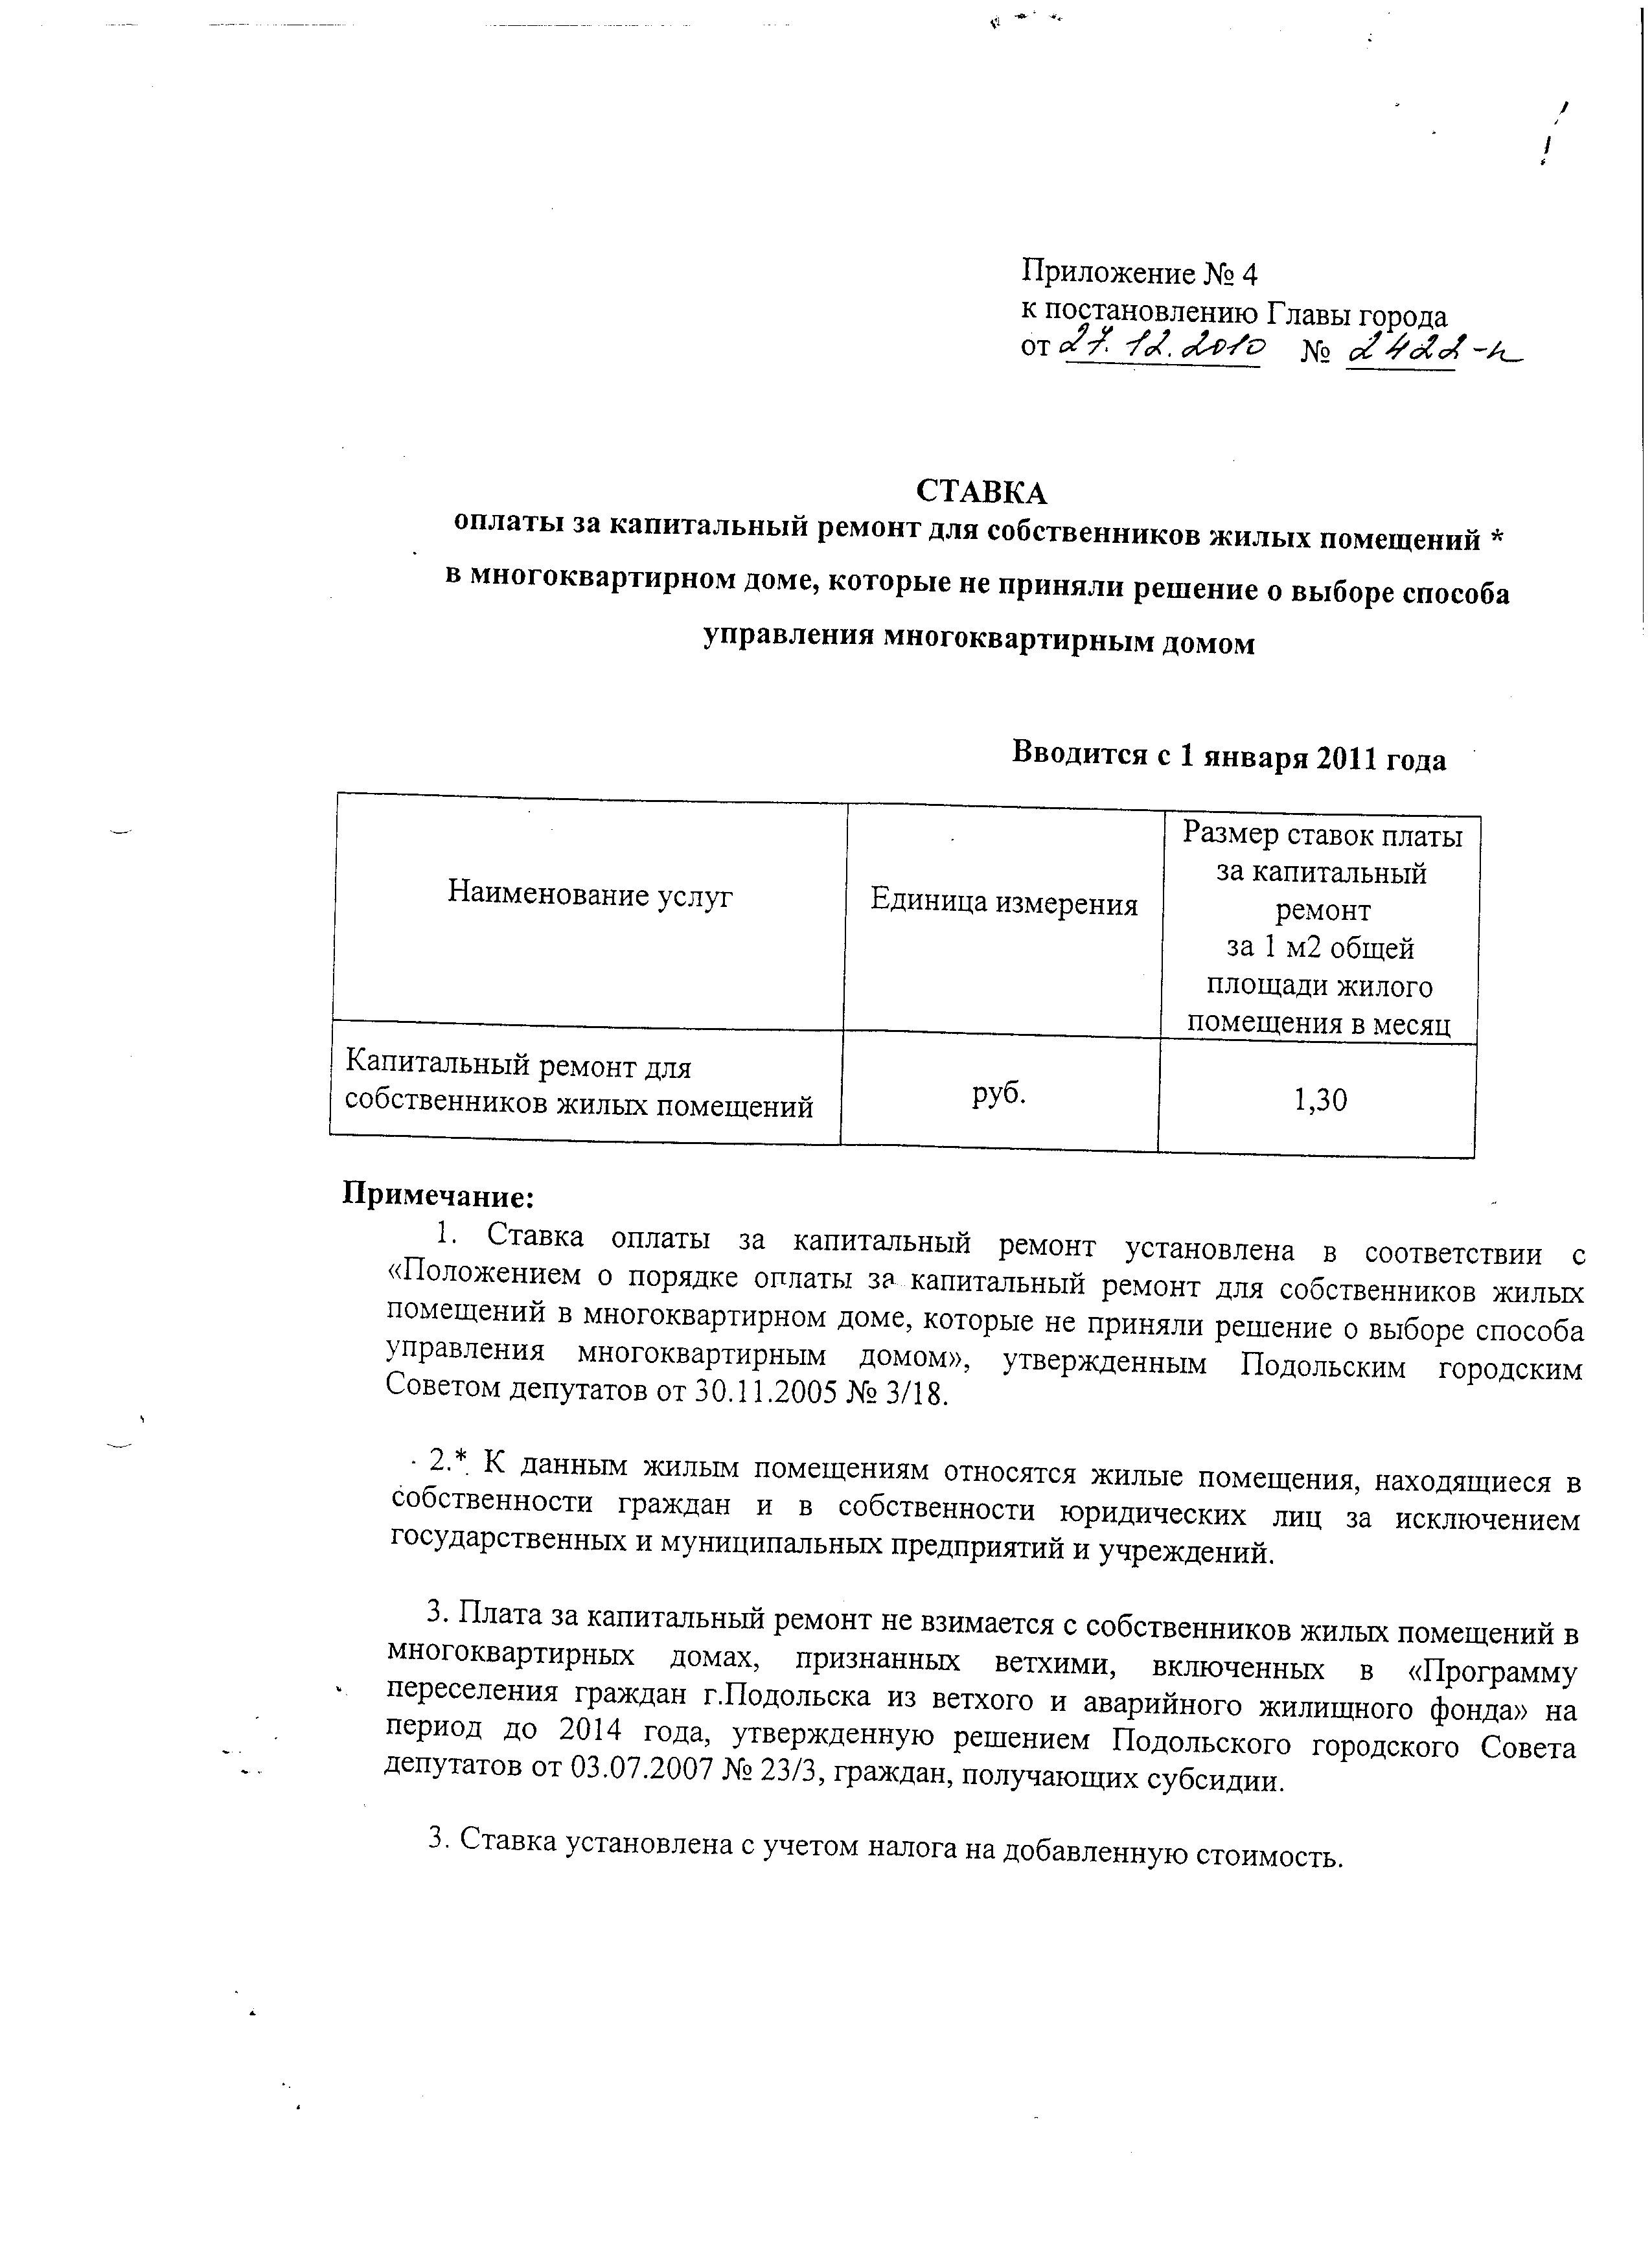 Приложение № 4
к постановлению Главы города
от 27.12.2010 № 2422-п
СТАВКА
оплаты за капитальный ремонт для собственников жилых помещений *
в многоквартирном доме, которые не приняли решение о выборе способа
управления многоквартирным домом
Вводится с 1 января 2011 года
Наименование услуг
Единица измерения
Размер ставок платы
за капитальный
ремонт
за 1 м2 общей
площади жилого
помещения в месяц
Капитальный ремонт для
собственников жилых помещений
руб.
1,30
Примечание:
1. Ставка оплаты за капитальный ремонт установлена в соответствии с
«Положением о порядке оплаты за капитальный ремонт для собственников жилых
помещений в многоквартирном доме, которые не приняли решение о выборе способа
управления многоквартирным домом», утвержденным Подольским городским
Советом депутатов от 30.11.2005 № 3/18.
2.* К данным жилым помещениям относятся жилые помещения, находящиеся в
собственности граждан и в собственности юридических лиц за исключением
государственных и муниципальных предприятий и учреждений.
3. Плата за капитальный ремонт не взимается с собственников жилых помещений в
многоквартирных домах, признанных ветхими, включенных в «Программу
переселения граждан г.Подольска из ветхого и аварийного жилищного фонда» на
период до 2014 года, утвержденную решением Подольского городского Совета
депутатов от 03.07.2007 № 23/3, граждан, получающих субсидии.
3. Ставка установлена с учетом налога на добавленную стоимость.